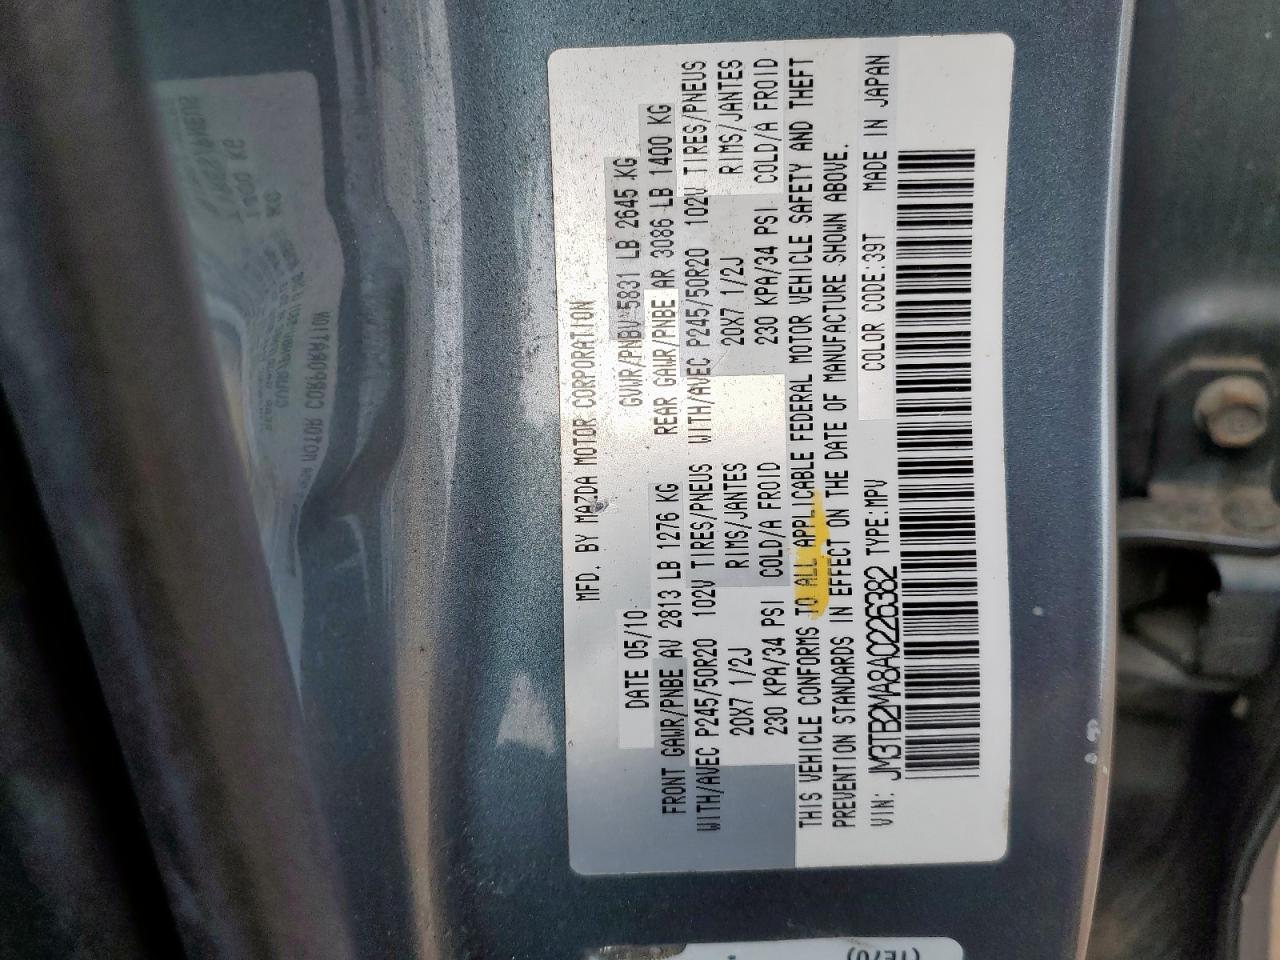 MFD. BY MAZDA MOTOR CORPORATION
DATE 05/10 GVWR/PNBV 5831 LB 2645 KG
FRONT GAWR/PNBE AV 2813 LB 1276 KG REAR GAWR/PNBE AR 3086 LB 1400 KG
WITH/AVEC P245/50R20 102V TIRES/PNEUS WITH/AVEC P245/50R20 102V TIRES/PNEUS
20X7 1/2J RIMS/JANTES 20X7 1/2J RIMS/JANTES
230 KPA/34 PSI COLD/A FROID 230 KPA/34 PSI COLD/A FROID
THIS VEHICLE CONFORMS TO ALL APPLICABLE FEDERAL MOTOR VEHICLE SAFETY AND THEFT
PREVENTION STANDARDS IN EFFECT ON THE DATE OF MANUFACTURE SHOWN ABOVE.
VIN: JM3TB2MA8A0226382 TYPE:MPV COLOR CODE:39T MADE IN JAPAN
(TE70)